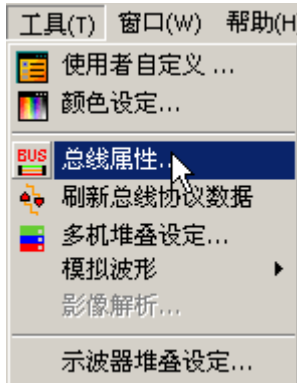 工具(T) 窗口(W) 帮助(H
使用者自定义 ...
颜色设定...
BUS 总线属性...
刷新总线协议数据
多机堆叠设定...
模拟波形
影像解析...
示波器堆叠设定...